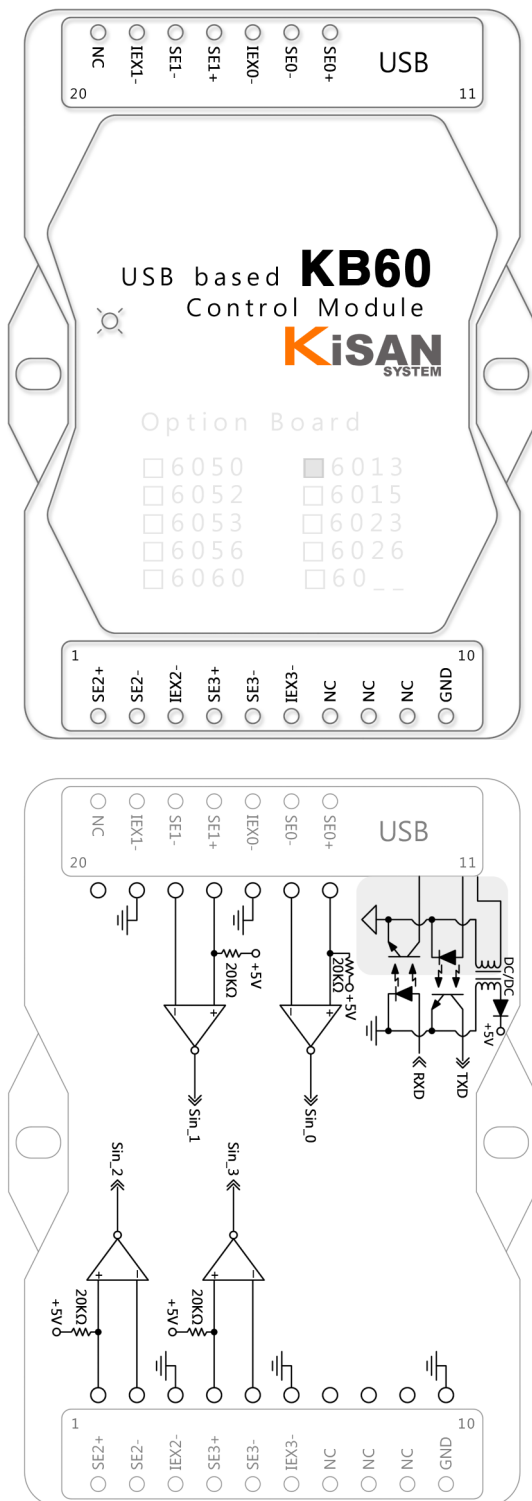 NC IEX1- SE1- SE1+ IEX0- SE0- SE0+ USB
20 11
USB based KB60
Control Module
KiSAN
SYSTEM
Option Board
6050 6013
6052 6015
6053 6023
6056 6026
6060 60__
1 10
SE2+ SE2- IEX2- SE3+ SE3- IEX3- NC NC NC GND
NC IEX1- SE1- SE1+ IEX0- SE0- SE0+ USB
20 11
+5V 20KΩ
+5V 20KΩ
DC/DC
+5V
+ −
+ −
RXD TXD
Sin_1 Sin_0
Sin_2 Sin_3
+ −
+ −
+5V 20KΩ
+5V 20KΩ
1 10
SE2+ SE2- IEX2- SE3+ SE3- IEX3- NC NC NC GND